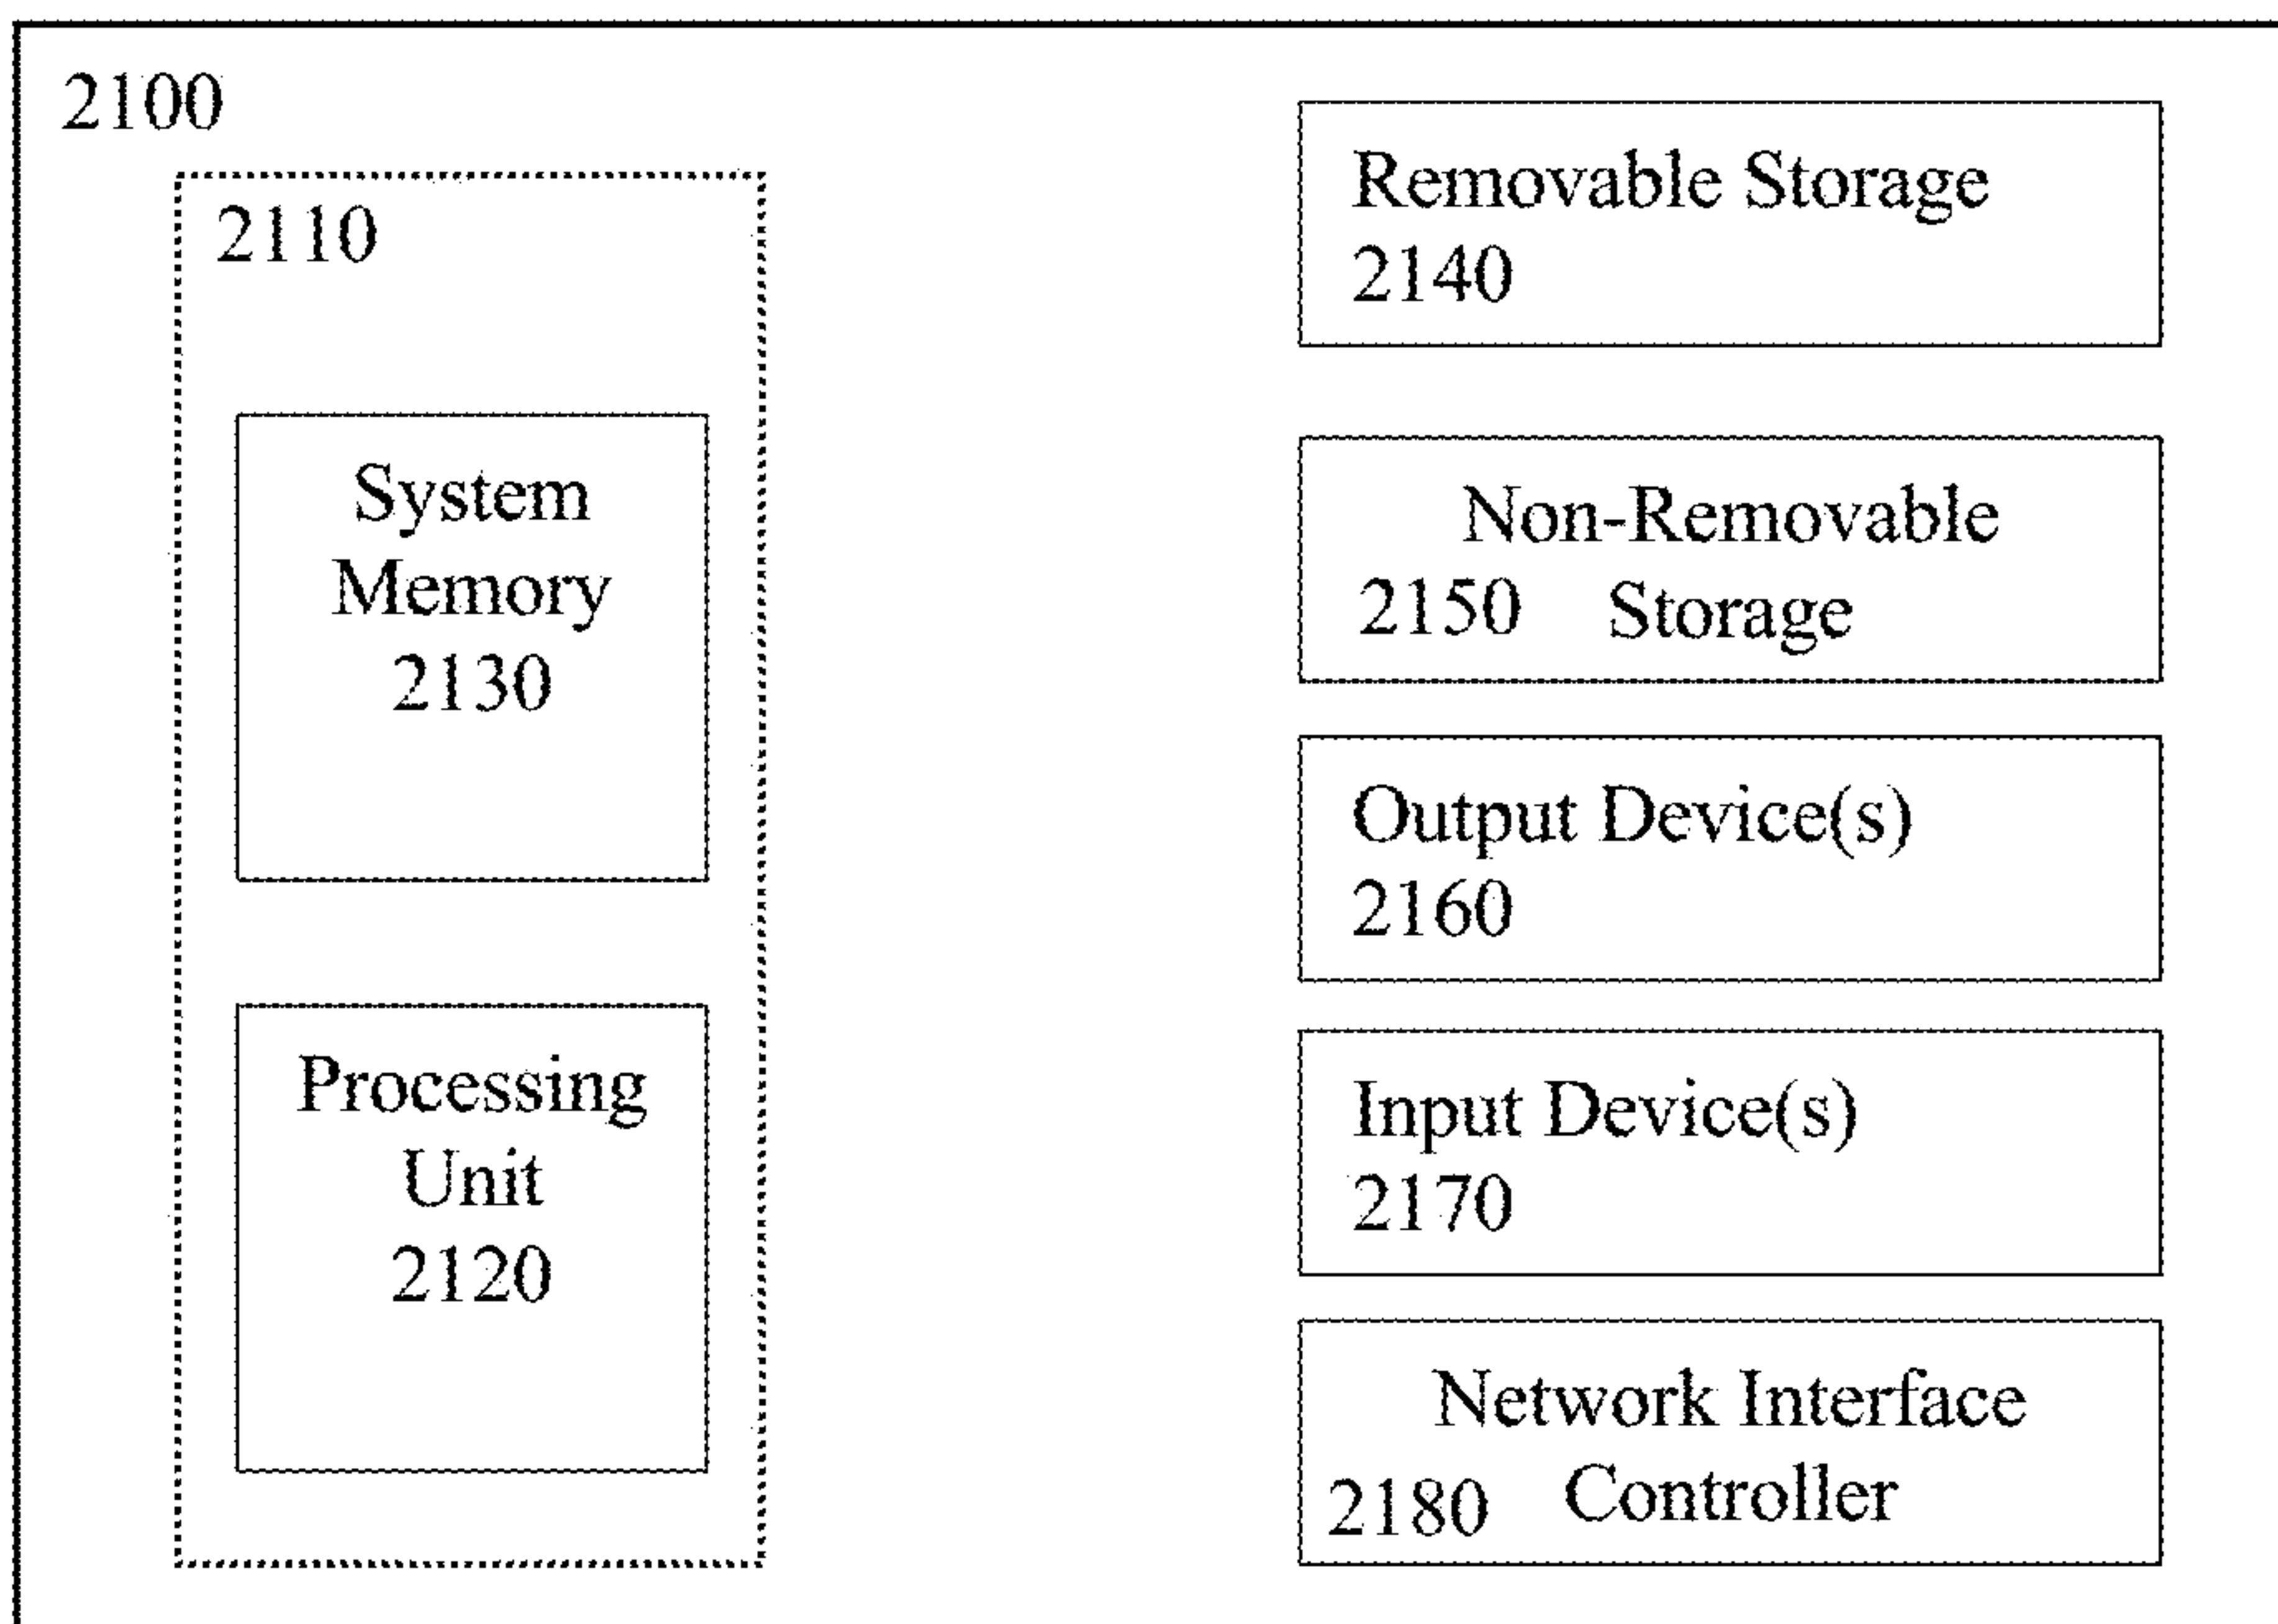 2100
2110
System
Memory
2130
Processing
Unit
2120
Removable Storage
2140
Non-Removable
2150 Storage
Output Device(s)
2160
Input Device(s)
2170
Network Interface
2180 Controller